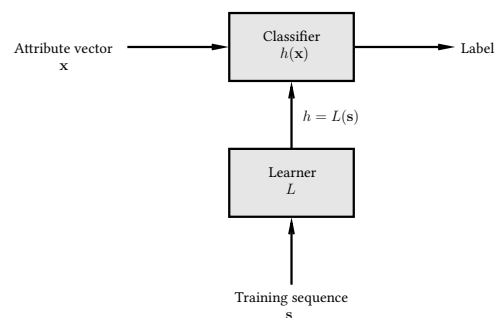 Classifier
h(x)
Attribute vector
x
Label
h = L(s)
Learner
L
Training sequence
s